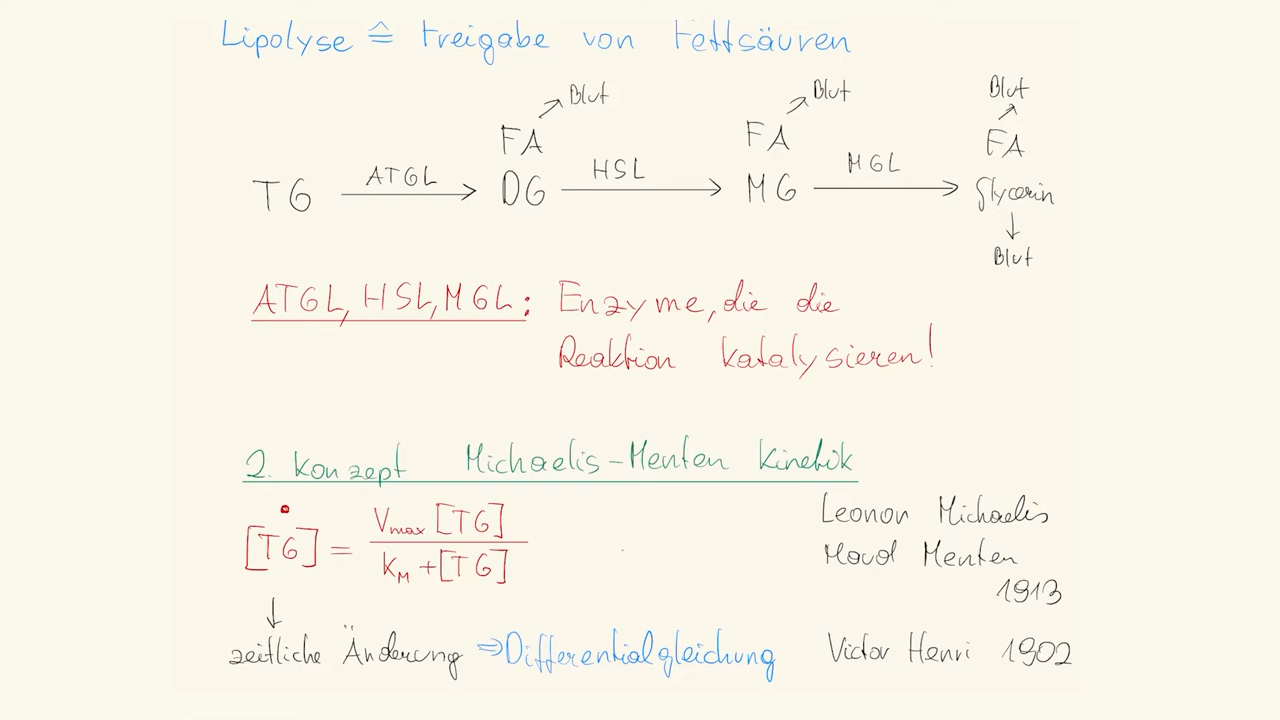 Lipolyse ≙ Freigabe von Fettsäuren
Blut Blut Blut
FA FA FA
TG ATGL → DG HSL → MG MGL → Glycerin
Blut
ATGL, HSL, MGL: Enzyme, die die
Reaktion katalysieren!
2. Konzept Michaelis-Menten Kinetik
Leonor Michaelis
Maud Menten
1913
[TG]˙ = Vmax [TG] / KM + [TG]
↓
zeitliche Änderung ⇒ Differentialgleichung
Victor Henri 1902